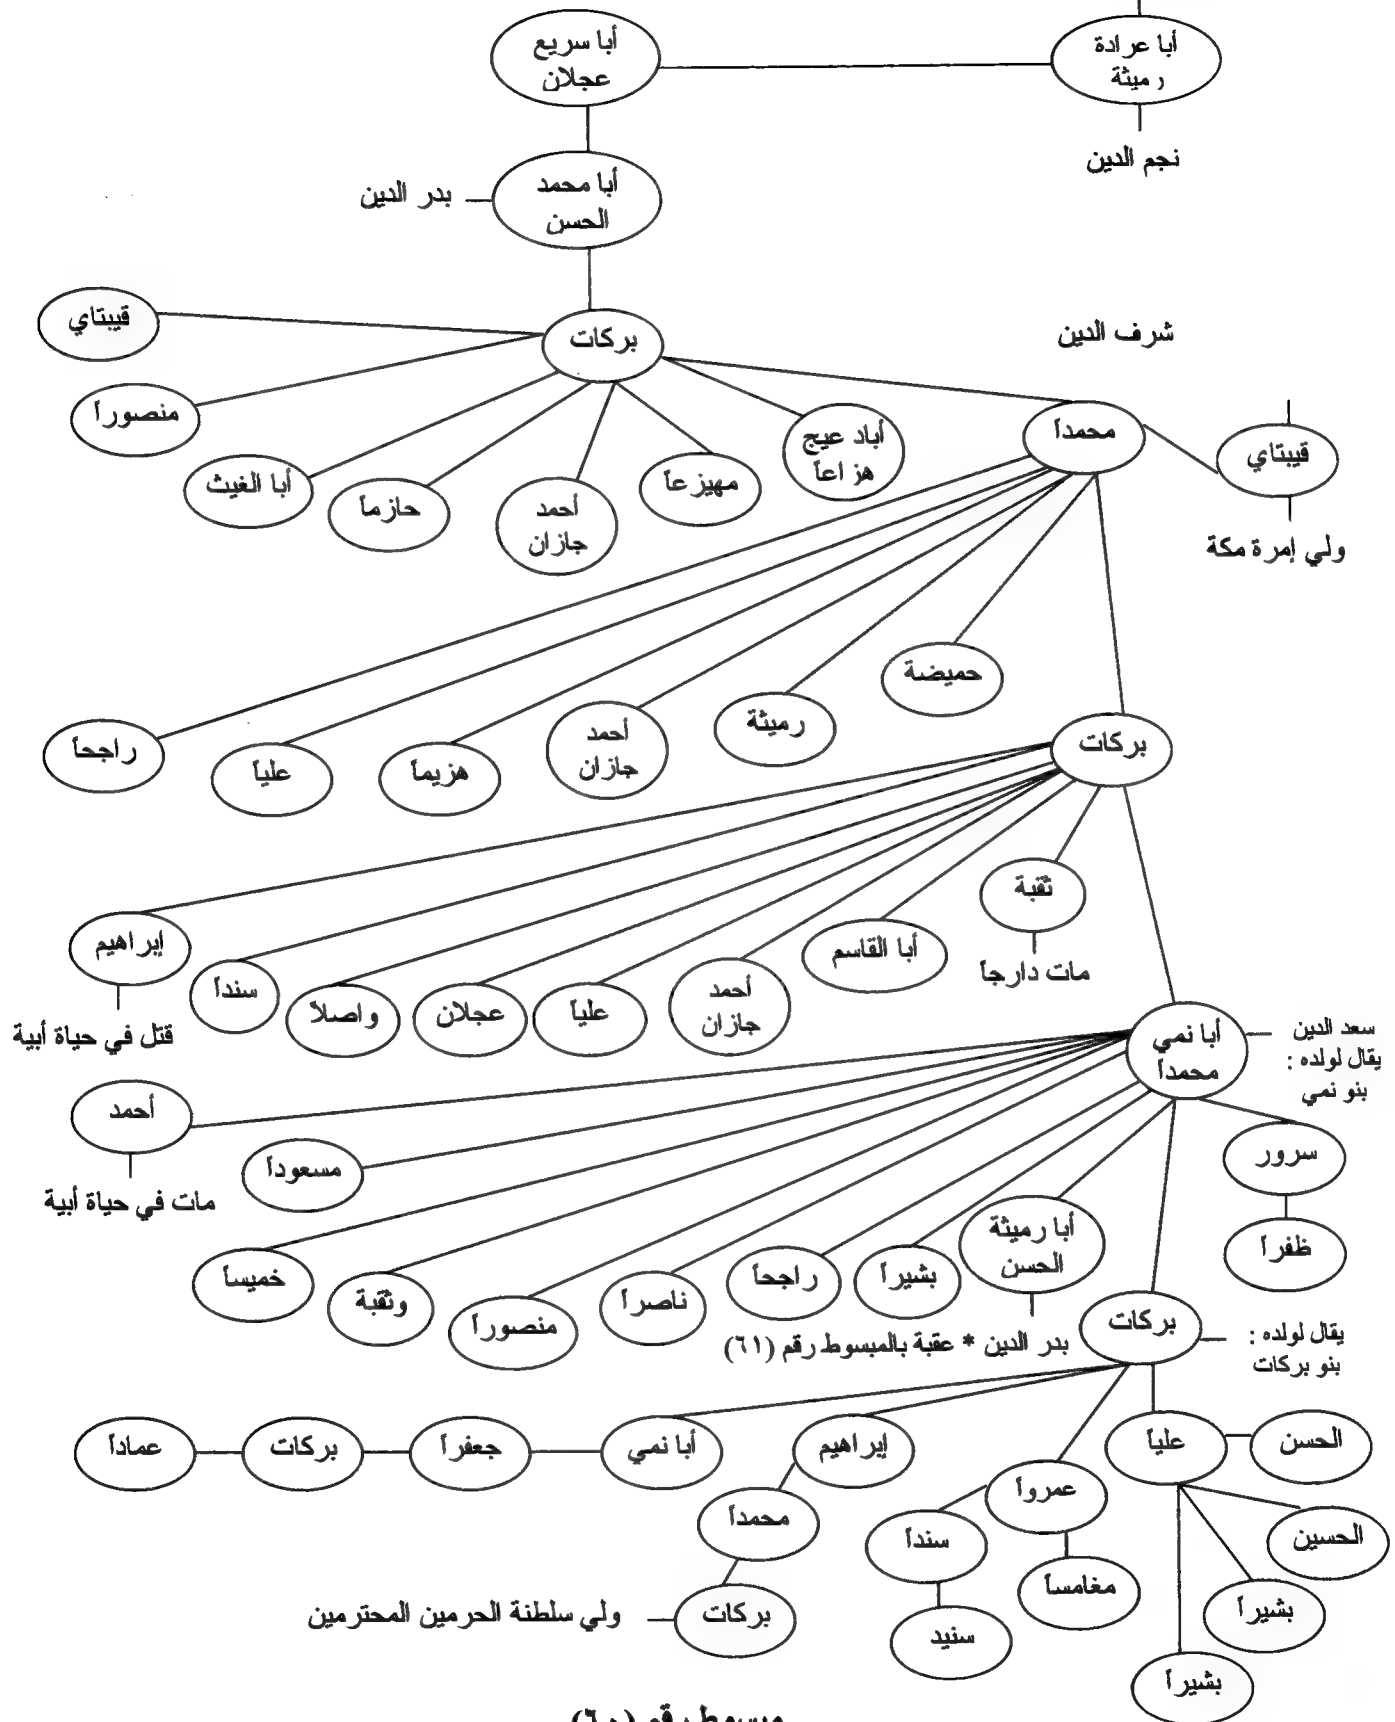 أبا عرادة
رميثة
نجم الدين
أبا سريع
عجلان
أبا محمد
الحسن
بدر الدين
بركات
شرف الدين
محمداً
قيبتاي
ولي إمرة مكة
أباد عيج
هزاعاً
مهيزعاً
أحمد
جازان
حازماً
أبا الغيث
منصوراً
قيبتاي
بركات
حميضة
رميثة
أحمد
جازان
هزيماً
علياً
راجحاً
ثقبة
مات دارجاً
أبا القاسم
أحمد
جازان
علياً
عجلان
واصلاً
سنداً
إبراهيم
قتل في حياة أبية
أبا نمي
محمداً
سعد الدين
يقال لولده :
بنو نمي
سرور
ظفراً
بركات
يقال لولده :
بنو بركات
أبا رميثة
الحسن
بدر الدين * عقبة بالمبسوط رقم (٦١)
بشيراً
راجحاً
ناصراً
منصوراً
وثقبة
خميساً
مسعوداً
أحمد
مات في حياة أبية
علياً
الحسن
الحسين
بشيراً
بشيراً
عمروا
مغامساً
سنداً
سنيد
إبراهيم
محمداً
بركات
ولي سلطنة الحرمين المحترمين
أبا نمي
جعفراً
بركات
عماداً
مبسوط رقم (٦٠)